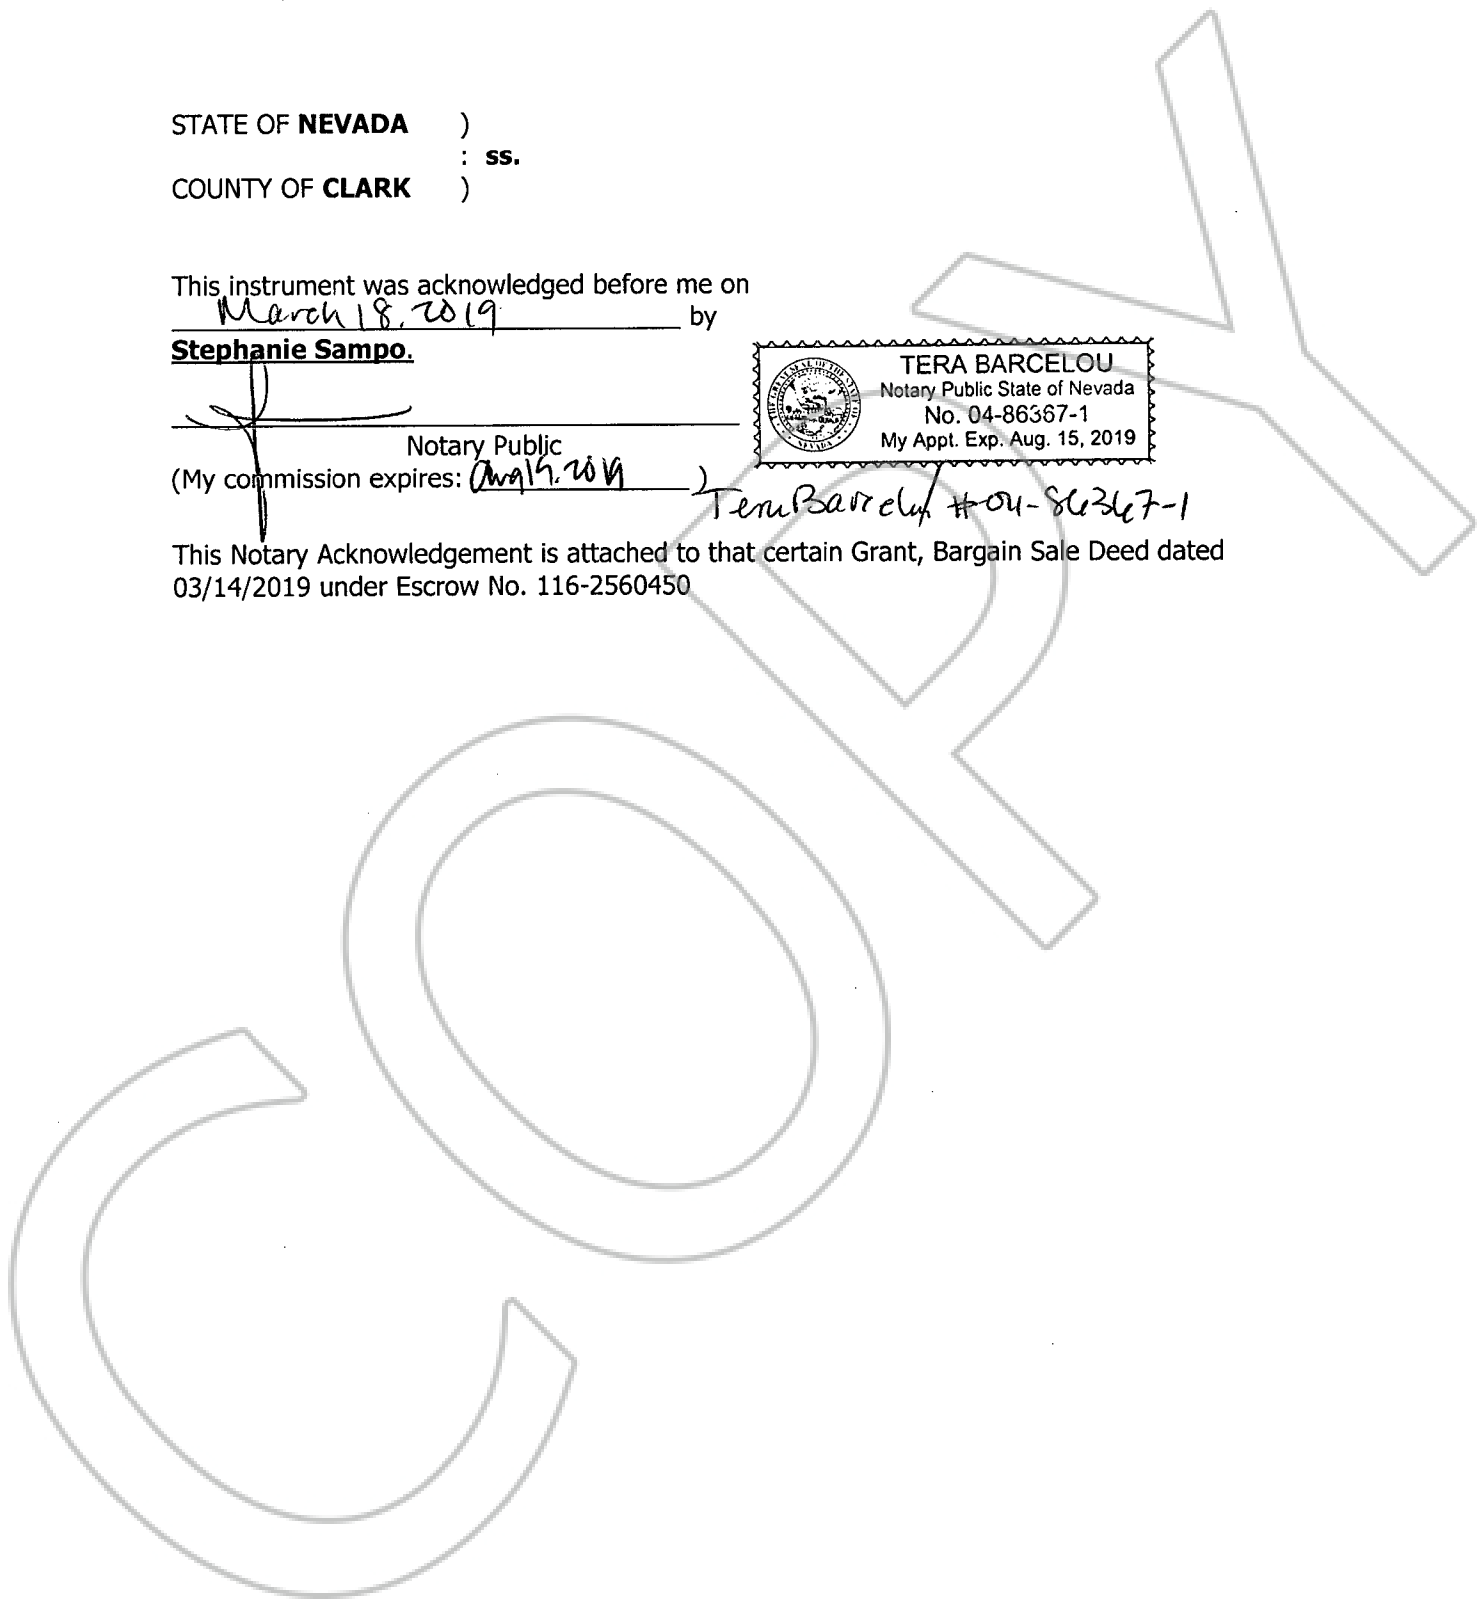 STATE OF NEVADA )
: ss.
COUNTY OF CLARK )
This instrument was acknowledged before me on
March 18, 2019 by
Stephanie Sampo.
TERA BARCELOU
Notary Public State of Nevada
No. 04-86367-1
My Appt. Exp. Aug. 15, 2019
Notary Public
(My commission expires: Aug 15, 2019 )
Tera Barcelou #04-86367-1
This Notary Acknowledgement is attached to that certain Grant, Bargain Sale Deed dated
03/14/2019 under Escrow No. 116-2560450
COPY